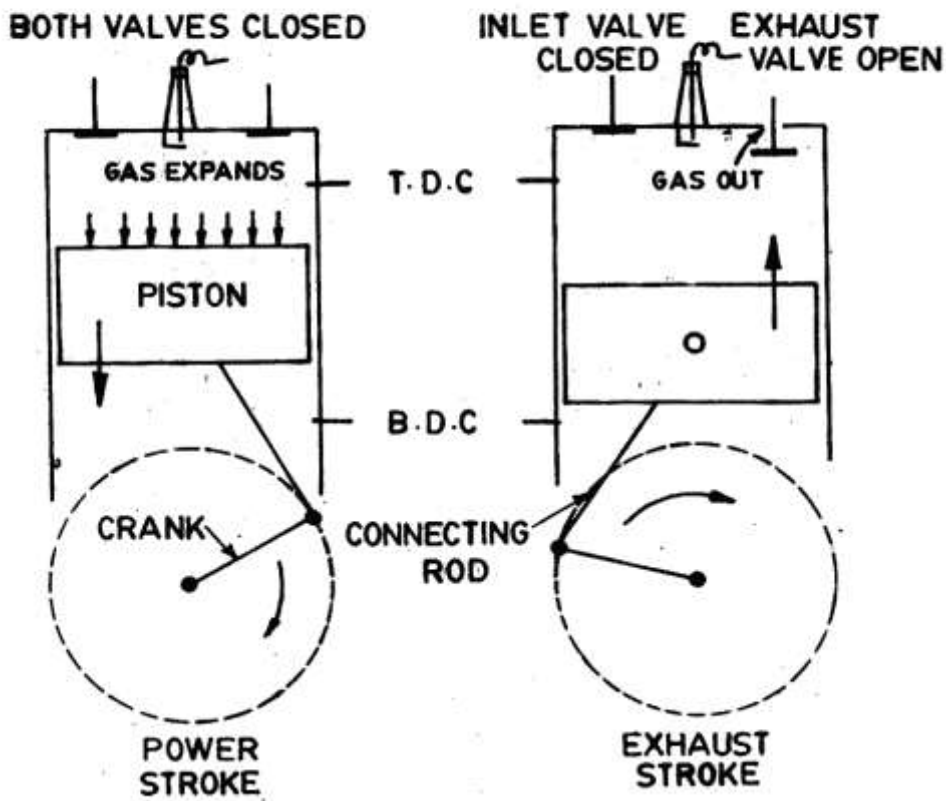 BOTH VALVES CLOSED
INLET VALVE CLOSED
EXHAUST VALVE OPEN
GAS EXPANDS
T.D.C
GAS OUT
PISTON
B.D.C
CRANK
CONNECTING
ROD
POWER
STROKE
EXHAUST
STROKE